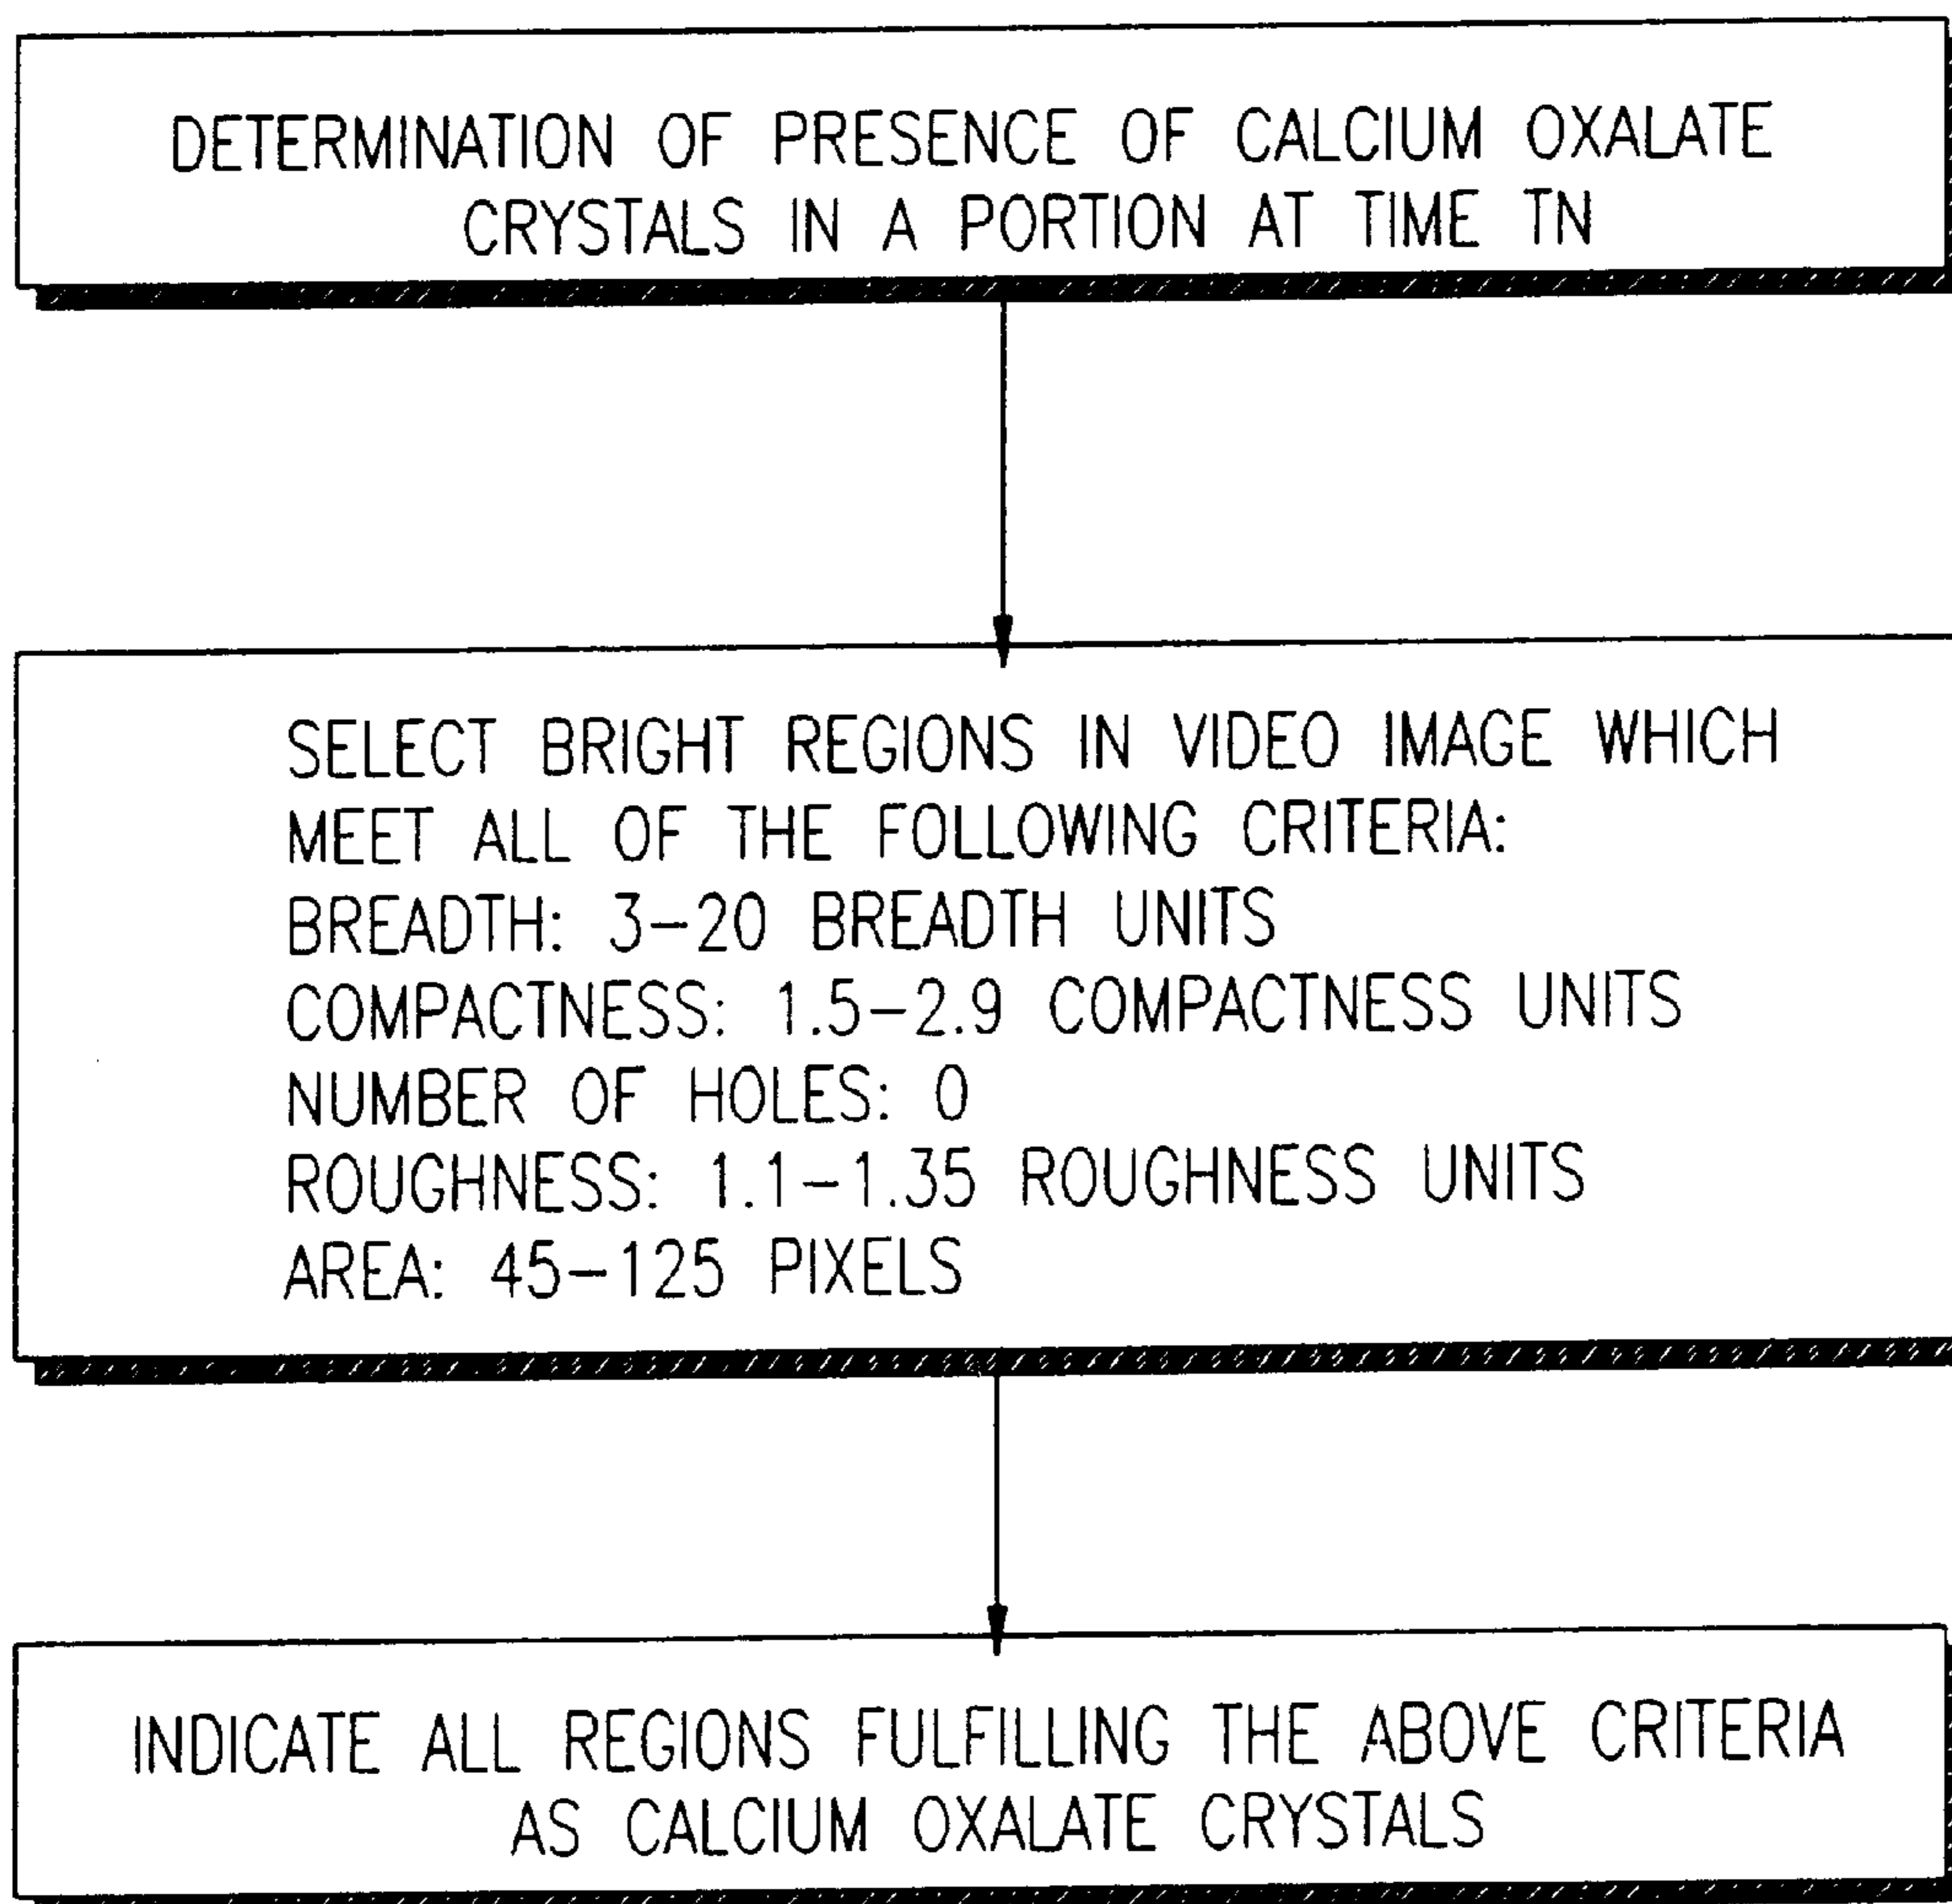 DETERMINATION OF PRESENCE OF CALCIUM OXALATE
CRYSTALS IN A PORTION AT TIME TN
SELECT BRIGHT REGIONS IN VIDEO IMAGE WHICH
MEET ALL OF THE FOLLOWING CRITERIA:
BREADTH: 3-20 BREADTH UNITS
COMPACTNESS: 1.5-2.9 COMPACTNESS UNITS
NUMBER OF HOLES: 0
ROUGHNESS: 1.1-1.35 ROUGHNESS UNITS
AREA: 45-125 PIXELS
INDICATE ALL REGIONS FULFILLING THE ABOVE CRITERIA
AS CALCIUM OXALATE CRYSTALS